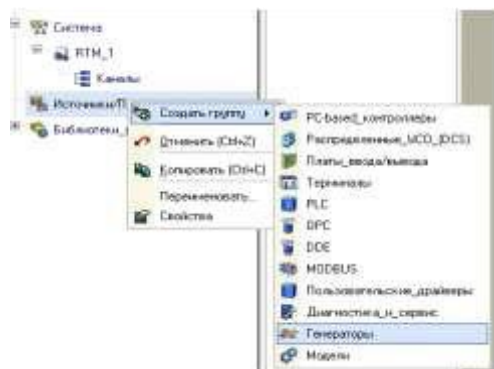 Система
RTM_1
Каналы
Источники/П
Библиотеки_
Создать группу
Отменить (Ctrl+Z)
Копировать (Ctrl+C)
Переименовать...
Свойства
PC-based_контроллеры
Распределенные_УСО_(DCS)
Платы_ввода/вывода
Терминалы
PLC
OPC
DDE
MODBUS
Пользовательские_драйверы
Диагностика_и_сервис
Генераторы
Модели